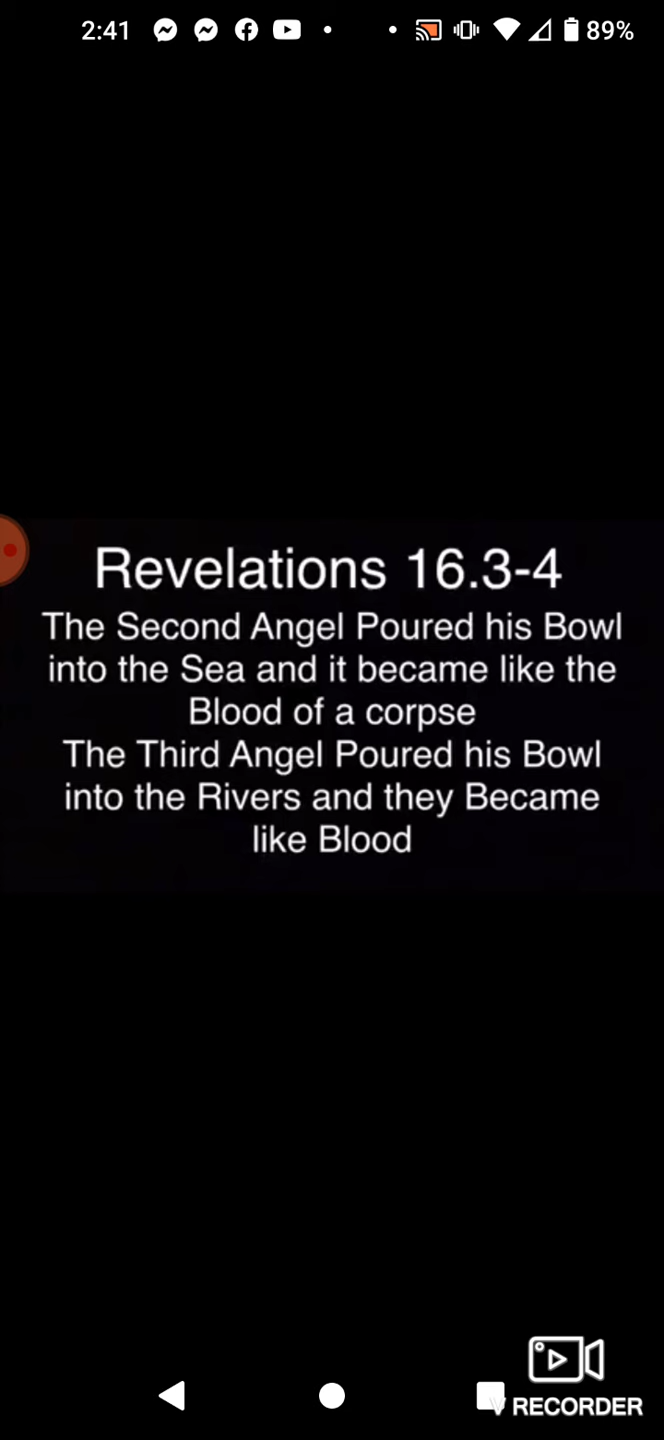 2:41 89%
Revelations 16.3-4
The Second Angel Poured his Bowl
into the Sea and it became like the
Blood of a corpse
The Third Angel Poured his Bowl
into the Rivers and they Became
like Blood
V RECORDER